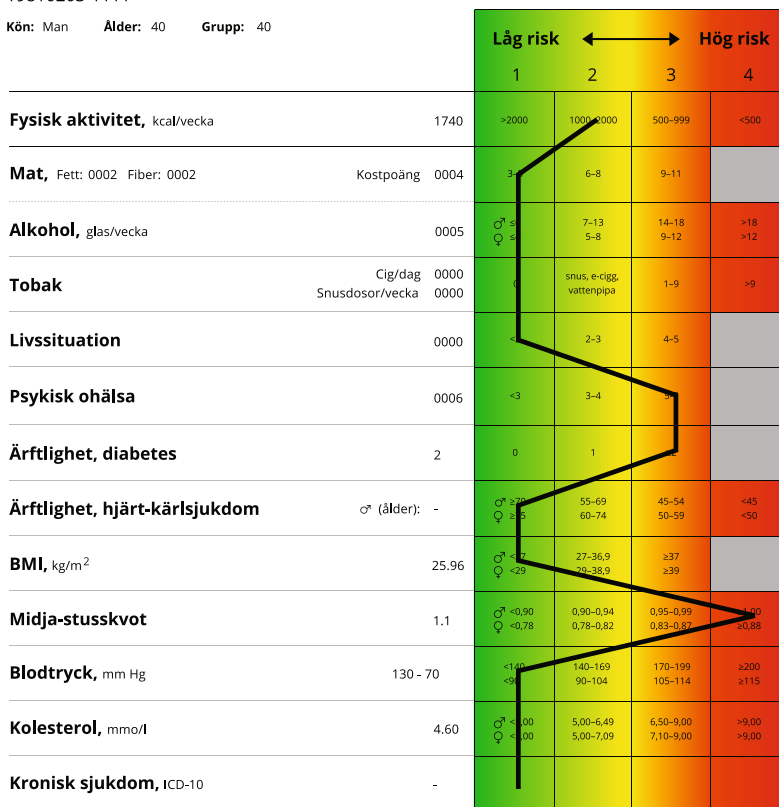 Kön: Man Ålder: 40 Grupp: 40
Låg risk Hög risk
1 2 3 4
Fysisk aktivitet, kcal/vecka 1740 >2000 1000–2000 500–999 <500
Mat, Fett: 0002 Fiber: 0002 Kostpoäng 0004 6–8 9–11
Alkohol, glas/vecka 0005
♂ 7–13 14–18 >18
♀ 5–8 9–12 >12
Tobak
Cig/dag 0000
Snusdosor/vecka 0000
snus, e-cigg,
vattenpipa
1–9 >9
Livssituation 0000 2–3 4–5
Psykisk ohälsa 0006 <3 3–4
Ärftlighet, diabetes 2 0 1
Ärftlighet, hjärt-kärlsjukdom ♂ (ålder): -
♂ 55–69 45–54 <45
♀ 60–74 50–59 <50
BMI, kg/m² 25.96
♂ 27–36,9 ≥37
♀ <29 29–38,9 ≥39
Midja-stusskvot 1.1
♂ <0,90 0,90–0,94 0,95–0,99
♀ <0,78 0,78–0,82 0,83–0,87 ≥0,88
Blodtryck, mm Hg 130 - 70
<140 140–169 170–199 ≥200
<90 90–104 105–114 ≥115
Kolesterol, mmo/l 4.60
♂ 5,00–6,49 6,50–9,00 >9,00
♀ 5,00–7,09 7,10–9,00 >9,00
Kronisk sjukdom, ICD-10 -